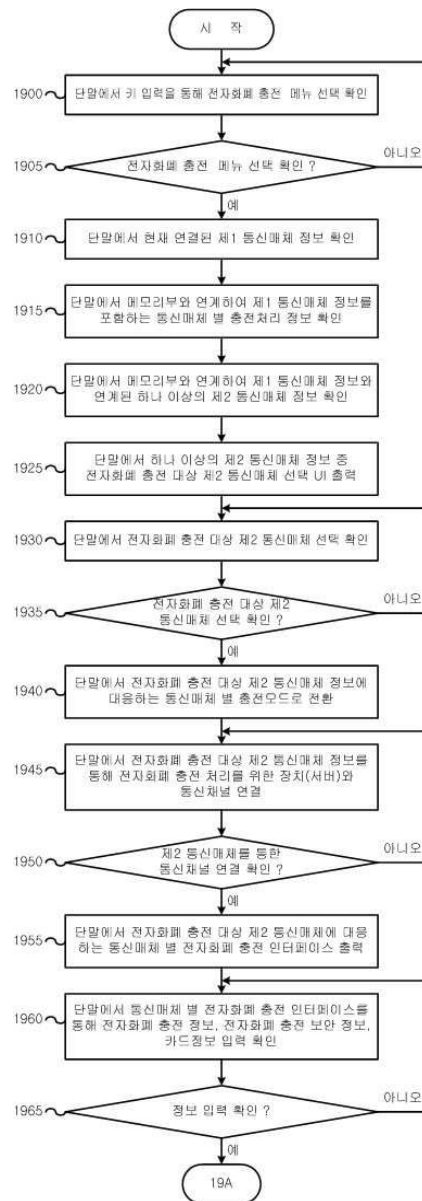 시 작
1900
단말에서 키 입력을 통해 전자화폐 충전 메뉴 선택 확인
1905
전자화폐 충전 메뉴 선택 확인 ?
아니오
예
1910
단말에서 현재 연결된 제1 통신매체 정보 확인
1915
단말에서 메모리부와 연계하여 제1 통신매체 정보를
포함하는 통신매체 별 충전처리 정보 확인
1920
단말에서 메모리부와 연계하여 제1 통신매체 정보와
연계된 하나 이상의 제2 통신매체 정보 확인
1925
단말에서 하나 이상의 제2 통신매체 정보 중
전자화폐 충전 대상 제2 통신매체 선택 UI 출력
1930
단말에서 전자화폐 충전 대상 제2 통신매체 선택 확인
1935
전자화폐 충전 대상 제2
통신매체 선택 확인 ?
아니오
예
1940
단말에서 전자화폐 충전 대상 제2 통신매체 정보에
대응하는 통신매체 별 충전모드로 전환
1945
단말에서 전자화폐 충전 대상 제2 통신매체 정보를
통해 전자화폐 충전 처리를 위한 장치(서버)와
통신채널 연결
1950
제2 통신매체를 통한
통신채널 연결 확인 ?
아니오
예
1955
단말에서 전자화폐 충전 대상 제2 통신매체에 대응
하는 통신매체 별 전자화폐 충전 인터페이스 출력
1960
단말에서 통신매체 별 전자화폐 충전 인터페이스를
통해 전자화폐 충전 정보, 전자화폐 충전 보안 정보,
카드정보 입력 확인
1965
정보 입력 확인 ?
아니오
예
19A